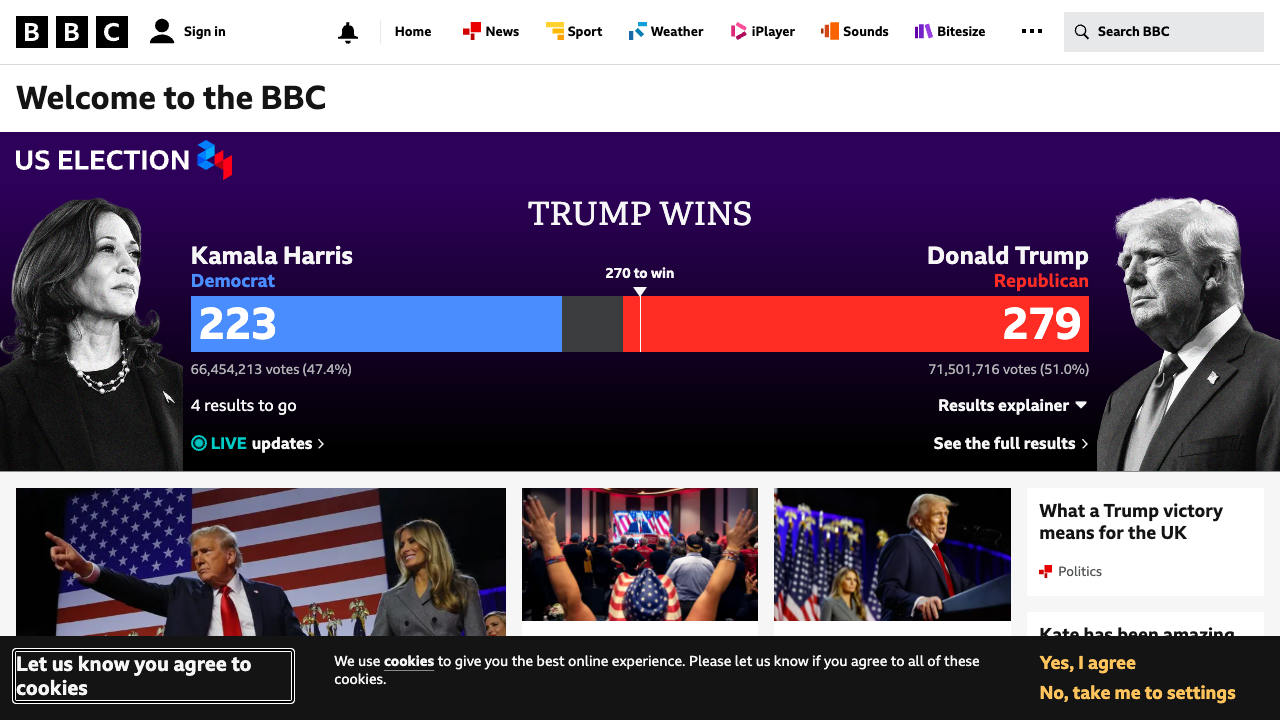 BBC
Sign in
Home
News
Sport
Weather
iPlayer
Sounds
Bitesize
Search BBC
Welcome to the BBC
US ELECTION
TRUMP WINS
Kamala Harris
Donald Trump
Democrat
270 to win
Republican
223
279
66,454,213 votes (47.4%)
71,501,716 votes (51.0%)
4 results to go
Results explainer
LIVE updates
See the full results
What a Trump victory
means for the UK
Politics
Kate has been amazing
Let us know you agree to
cookies
We use cookies to give you the best online experience. Please let us know if you agree to all of these
cookies.
Yes, I agree
No, take me to settings